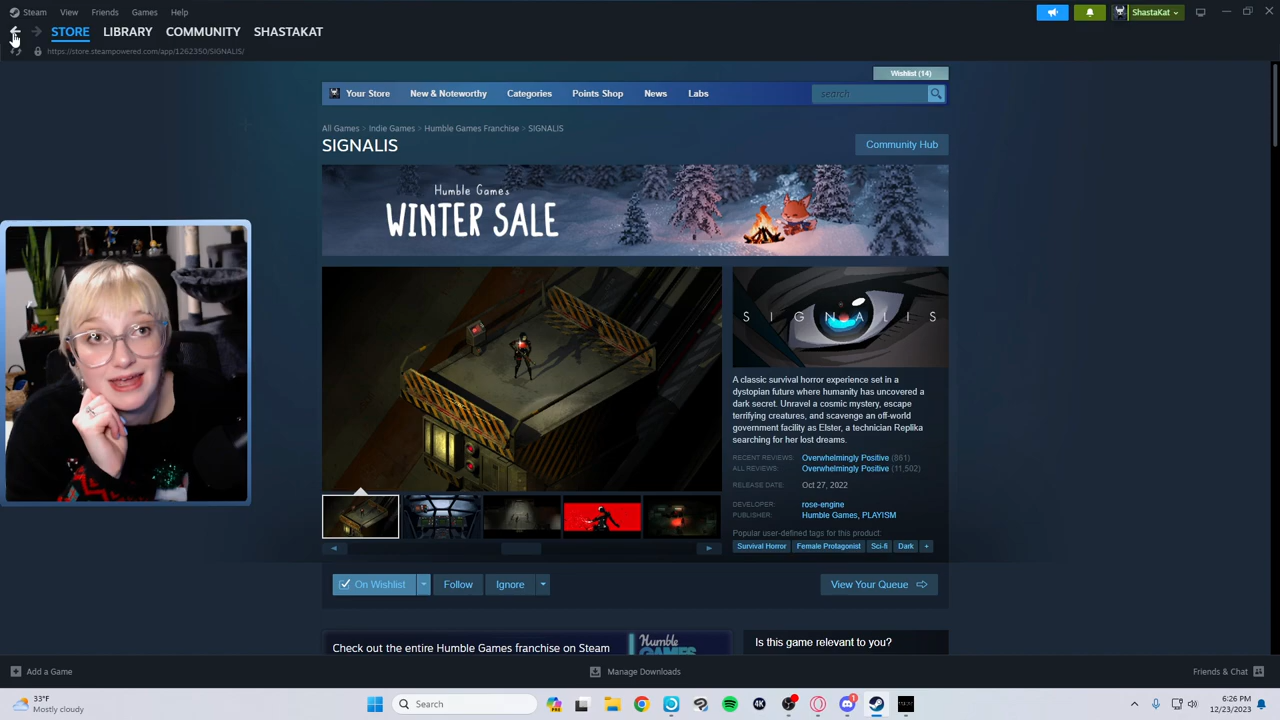 Steam View Friends Games Help ShastaKat
STORE LIBRARY COMMUNITY SHASTAKAT
https://store.steampowered.com/app/1262350/SIGNALIS/
Wishlist (14)
Your Store New & Noteworthy Categories Points Shop News Labs search
All Games > Indie Games > Humble Games Franchise > SIGNALIS
SIGNALIS
Community Hub
Humble Games
WINTER SALE
SIGNALIS
A classic survival horror experience set in a
dystopian future where humanity has uncovered a
dark secret. Unravel a cosmic mystery, escape
terrifying creatures, and scavenge an off-world
government facility as Elster, a technician Replika
searching for her lost dreams.
RECENT REVIEWS: Overwhelmingly Positive (861)
ALL REVIEWS: Overwhelmingly Positive (11,502)
RELEASE DATE: Oct 27, 2022
DEVELOPER: rose-engine
PUBLISHER: Humble Games, PLAYISM
Popular user-defined tags for this product:
Survival Horror Female Protagonist Sci-fi Dark +
On Wishlist Follow Ignore View Your Queue
Check out the entire Humble Games franchise on Steam
Humble
GAMES
Is this game relevant to you?
Add a Game Manage Downloads Friends & Chat
33°F
Mostly cloudy
Search
4K
1
6:26 PM
12/23/2023